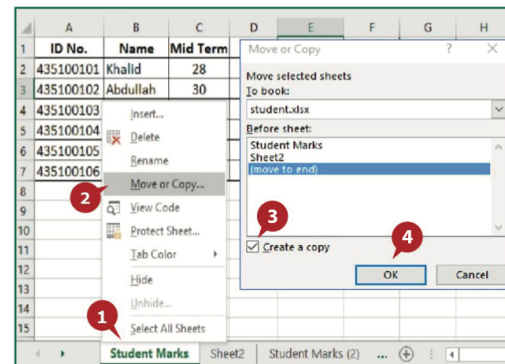 A B C D E F G H
1 ID No. Name Mid Term
2 435100101 Khalid 28
3 435100102 Abdullah 30
4 435100103
5 435100104
6 435100105
7 435100106
8
9
10
11
12
13
14
15
Insert...
Delete
Rename
2
Move or Copy...
View Code
Protect Sheet...
Tab Color
Hide
Unhide...
1
Select All Sheets
Move or Copy ? ×
Move selected sheets
To book:
student.xlsx
Before sheet:
Student Marks
Sheet2
(move to end)
3
Create a copy
4
OK Cancel
Student Marks Sheet2 Student Marks (2) ...